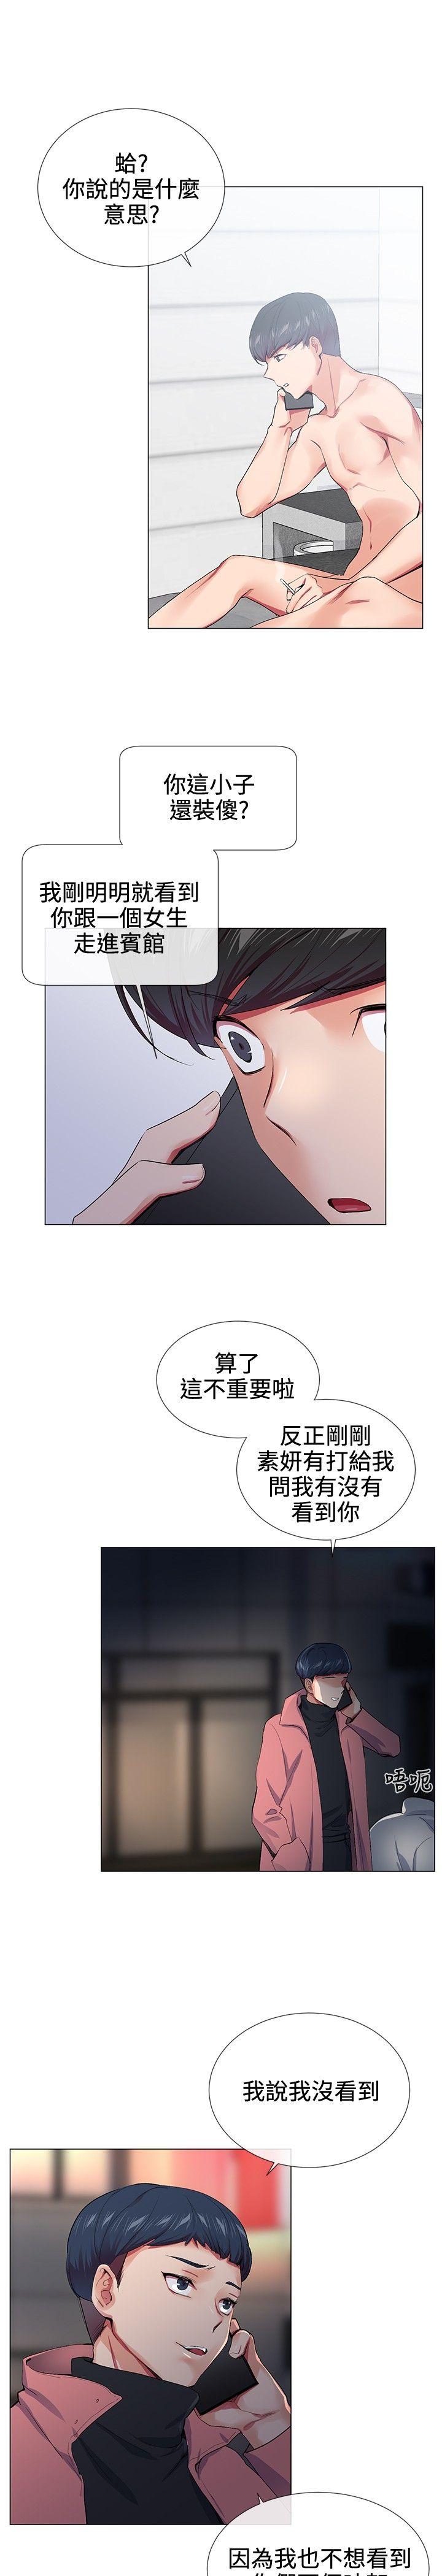 蛤?
你說的是什麼
意思?
你這小子
還裝傻?
我剛明明就看到
你跟一個女生
走進賓館
算了
這不重要啦
反正剛剛
素妍有打給我
問我有沒有
看到你
唔呃
我說我沒看到
因為我也不想看到